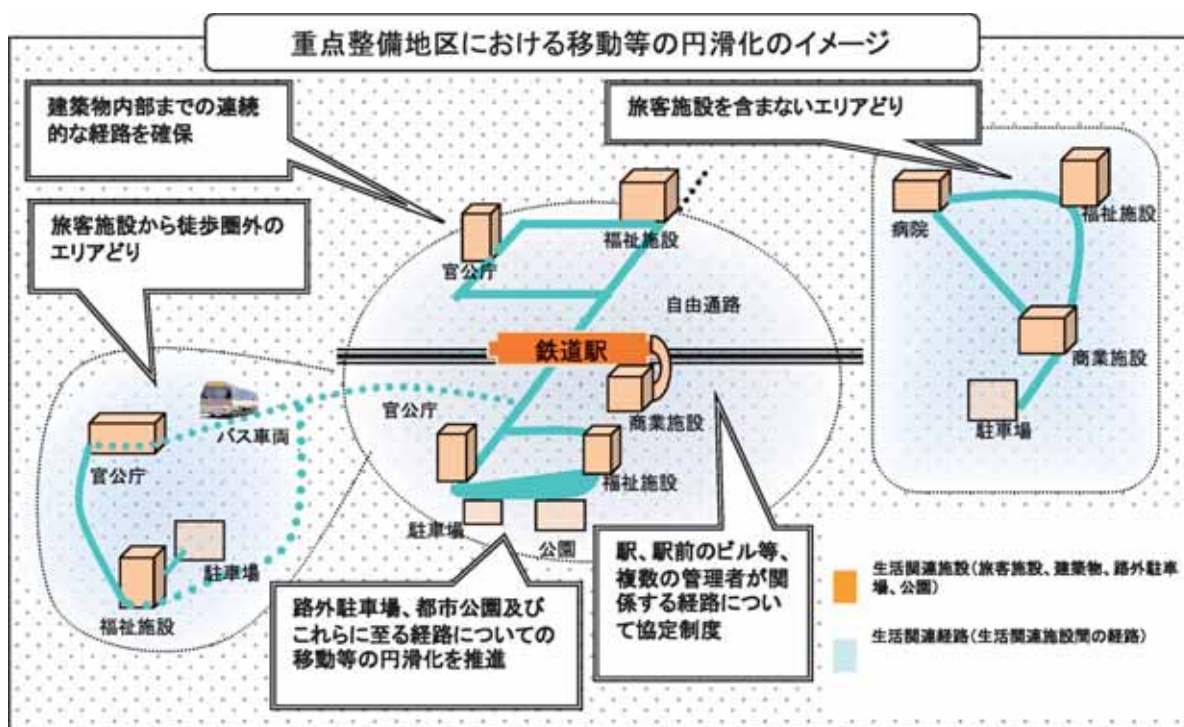 重点整備地区における移動等の円滑化のイメージ
建築物内部までの連続
的な経路を確保
旅客施設を含まないエリアどり
旅客施設から徒歩圏外の
エリアどり
官公庁
福祉施設
自由通路
鉄道駅
官公庁
商業施設
福祉施設
駐車場
公園
バス車両
官公庁
駐車場
福祉施設
病院
福祉施設
商業施設
駐車場
路外駐車場、都市公園及び
これらに至る経路についての
移動等の円滑化を推進
駅、駅前のビル等、
複数の管理者が関
係する経路につい
て協定制度
生活関連施設(旅客施設、建築物、路外駐車
場、公園)
生活関連経路(生活関連施設間の経路)